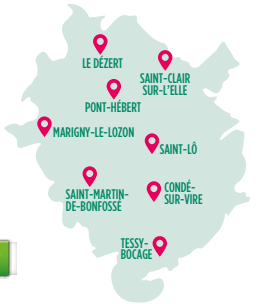 LE DÉZERT
SAINT-CLAIR
SUR-L'ELLE
PONT-HÉBERT
MARIGNY-LE-LOZON
SAINT-LÔ
SAINT-MARTIN-
DE-BONFOSSÉ
CONDÉ-
SUR-VIRE
TESSY-
BOCAGE